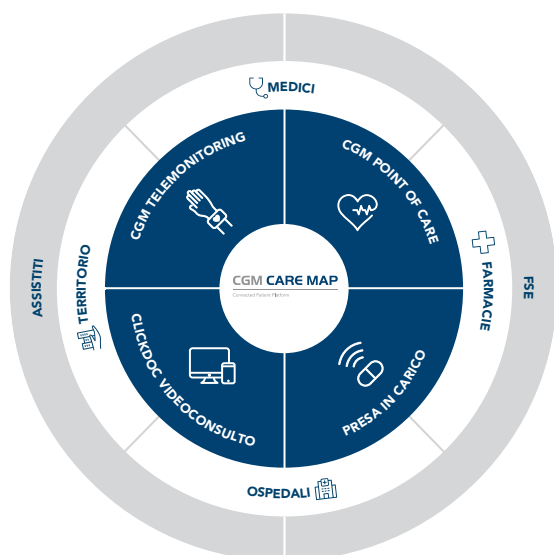 MEDICI
CGM TELEMONITORING
CGM POINT OF CARE
ASSISTITI
TERRITORIO
CGM CARE MAP
Connected Patient Platform
FARMACIE
FSE
CLICKDOC VIDEOCONSULTO
PRESA IN CARICO
OSPEDALI